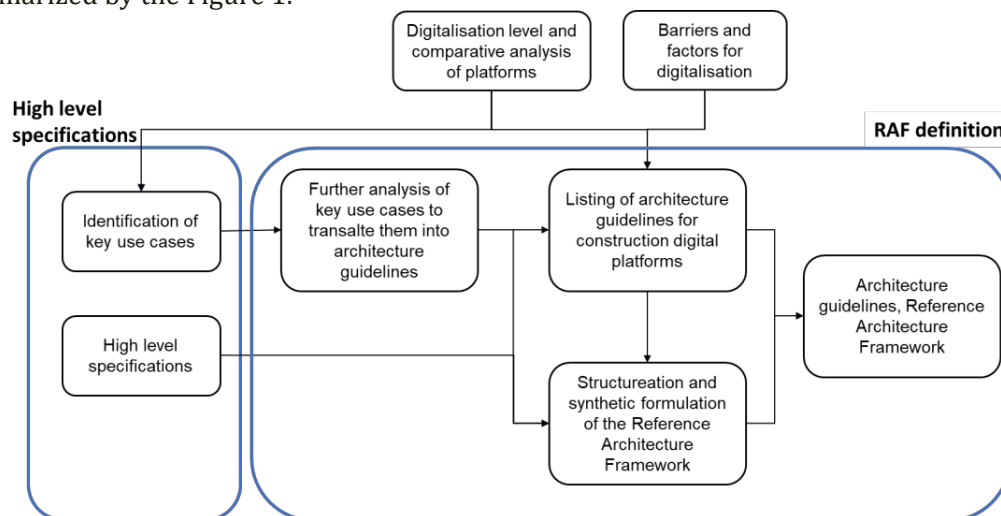 marized by the Figure 1.
Digitalisation level and
comparative analysis
of platforms
Barriers and
factors for
digitalisation
High level
specifications
RAF definition
Identification of
key use cases
Further analysis of
key use cases to
transalte them into
architecture
guidelines
Listing of architecture
guidelines for
construction digital
platforms
Architecture
guidelines, Reference
Architecture
Framework
High level
specifications
Structureation and
synthetic formulation
of the Reference
Architecture
Framework